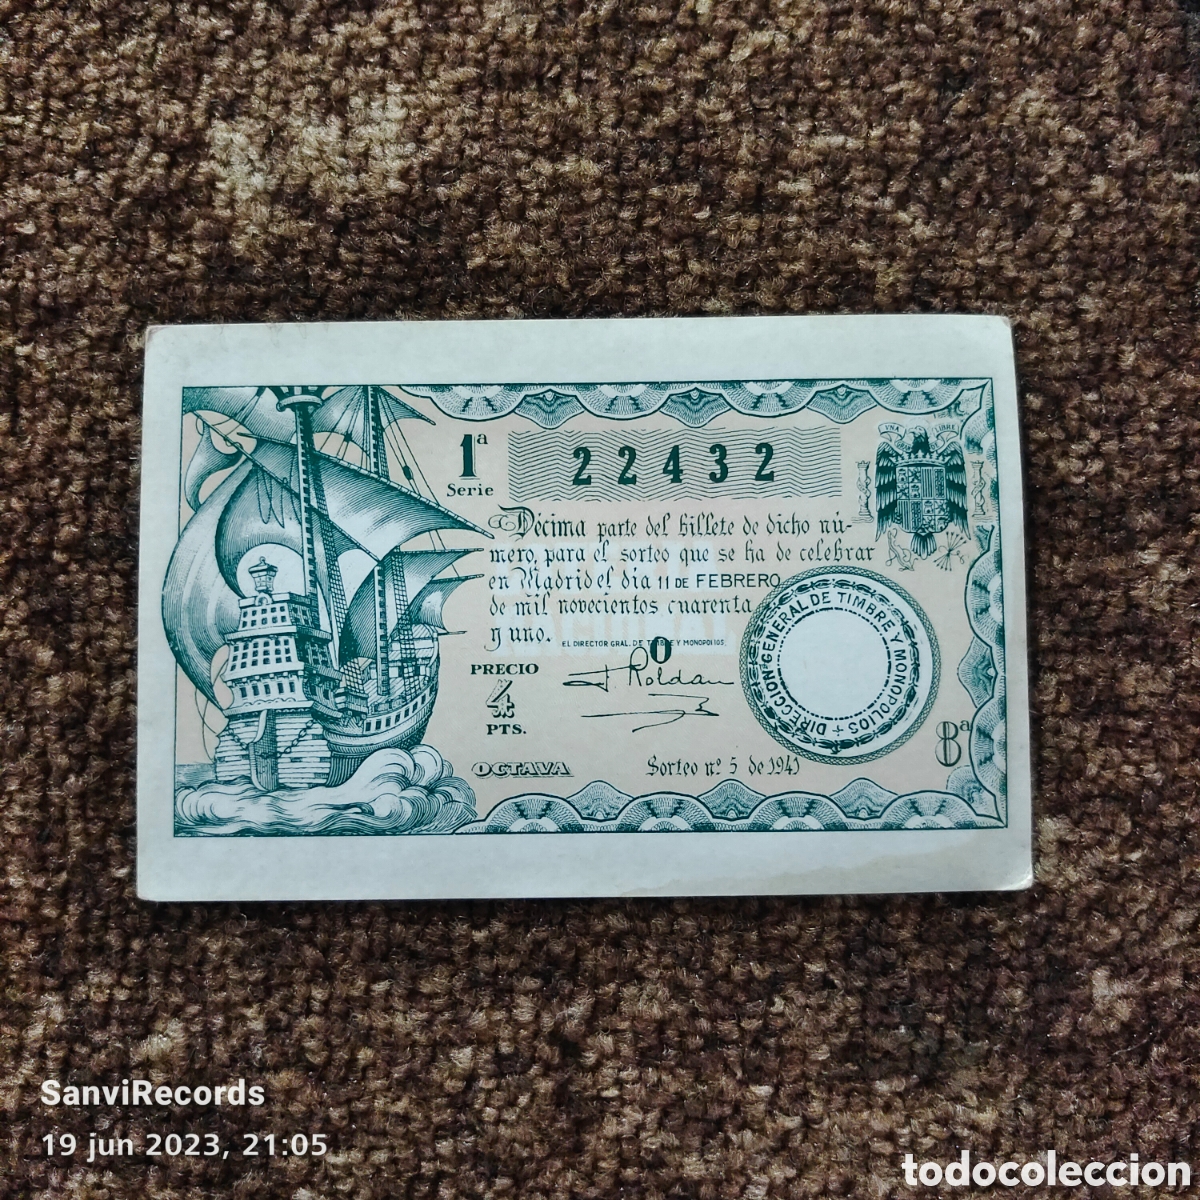 UNA
LIBRE
1ª
Serie
22432
Décima parte del billete de dicho nú-
mero, para el sorteo que se ha de celebrar
en Madrid el día 11 DE FEBRERO
de mil novecientos cuarenta
y uno.
EL DIRECTOR GRAL. DE TIMBRE Y MONOPOLIOS:
O
PRECIO
4
PTS.
J. Roldan
DIRECCIÓN GENERAL DE TIMBRE Y MONOPOLIOS
8ª
OCTAVA
Sorteo nº 5 de 1941
SanviRecords
19 jun 2023, 21:05
todocoleccion